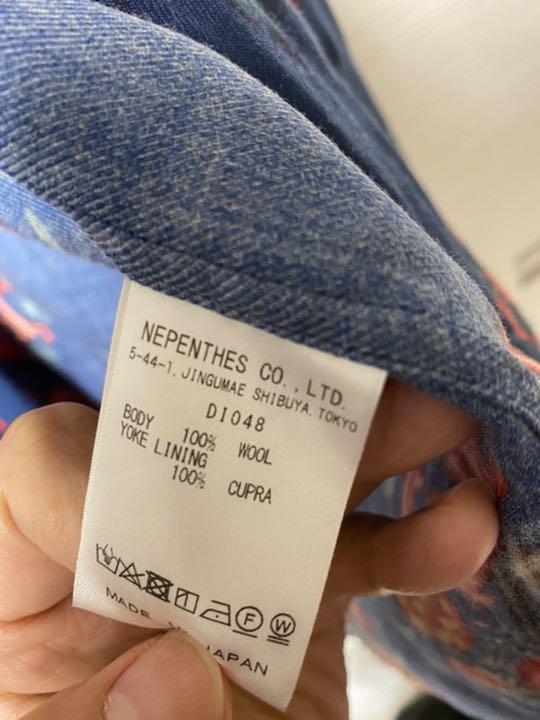 NEPENTHES CO., LTD.
5-44-1, JINGUMAE SHIBUYA, TOKYO
DI048
BODY
100% WOOL
YOKE LINING
100% CUPRA
F W
MADE JAPAN